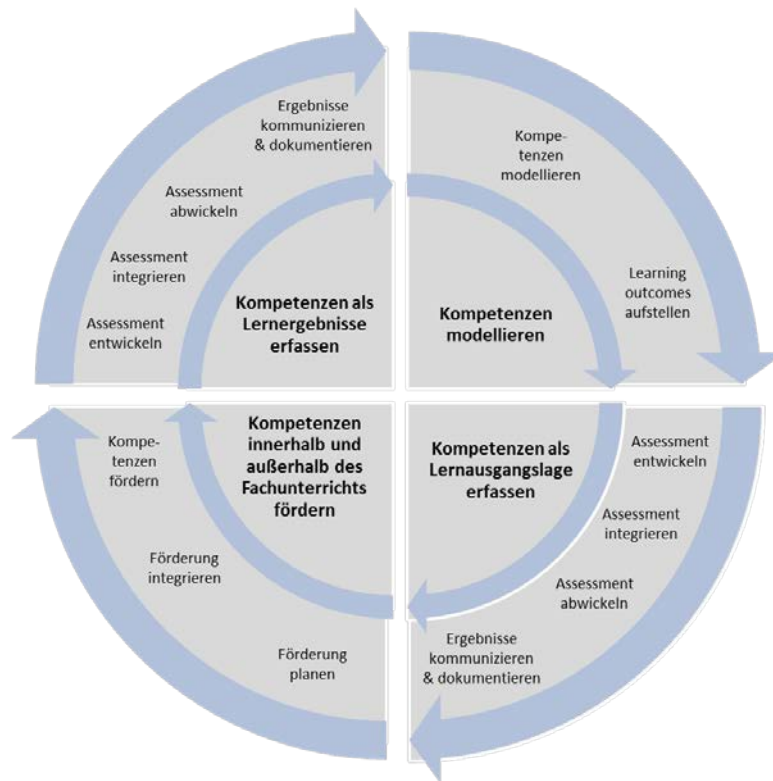 Ergebnisse
kommunizieren
& dokumentieren
Assessment
abwickeln
Assessment
integrieren
Assessment
entwickeln
Kompetenzen als
Lernergebnisse
erfassen
Kompe-
tenzen
modellieren
Learning
outcomes
aufstellen
Kompetenzen
modellieren
Kompetenzen als
Lernausgangslage
erfassen
Assessment
entwickeln
Assessment
integrieren
Assessment
abwickeln
Ergebnisse
kommunizieren
& dokumentieren
Kompetenzen
innerhalb und
außerhalb des
Fachunterrichts
fördern
Kompe-
tenzen
fördern
Förderung
integrieren
Förderung
planen